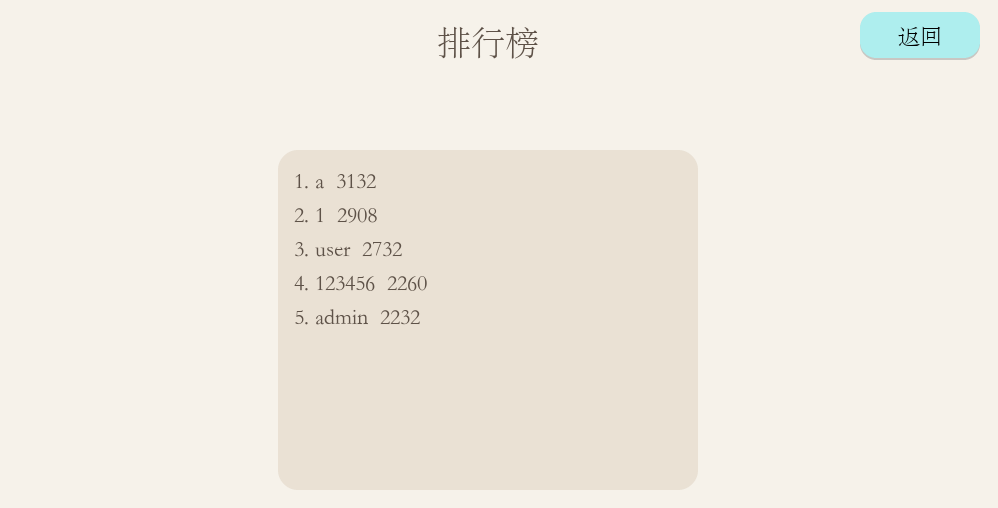 排行榜
返回
1. a  3132
2. 1  2908
3. user  2732
4. 123456  2260
5. admin  2232